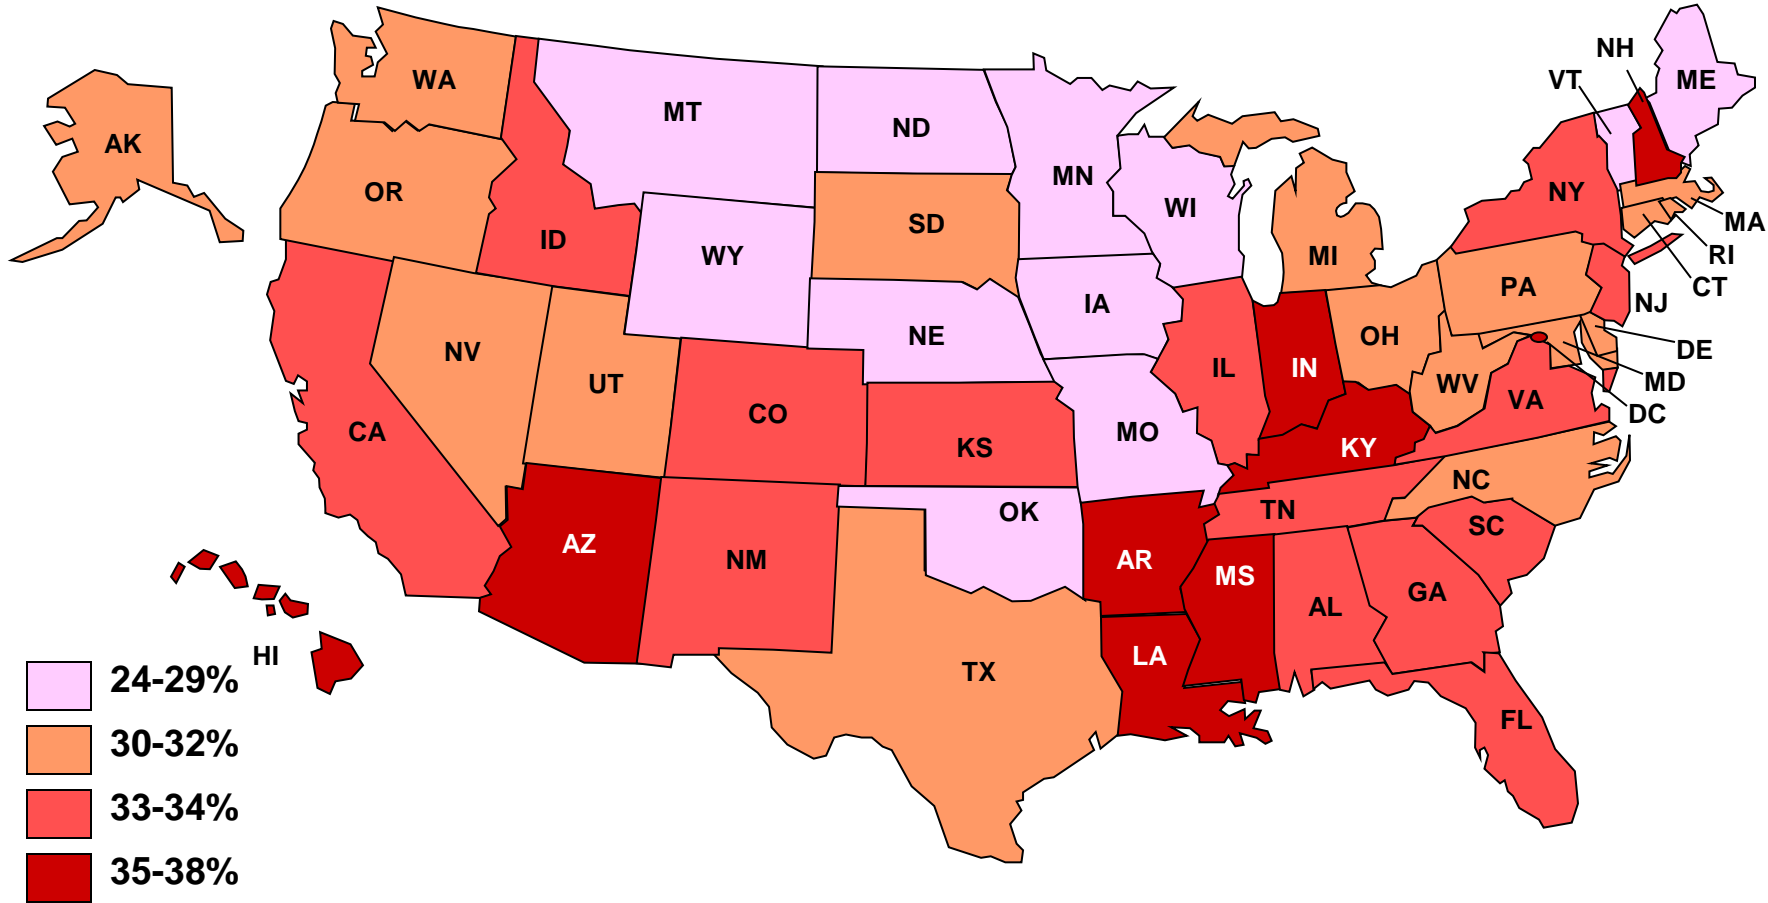 NH
VT
ME
WA
MT
ND
AK
MN
OR
NY
WI
SD
MA
ID
RI
WY
MI
CT
PA
NJ
IA
NE
OH
DE
NV
IL
IN
MD
UT
WV
VA
DC
CO
CA
MO
KS
KY
NC
OK
TN
SC
AZ
NM
AR
MS
GA
AL
HI
LA
TX
24-29%
FL
30-32%
33-34%
35-38%